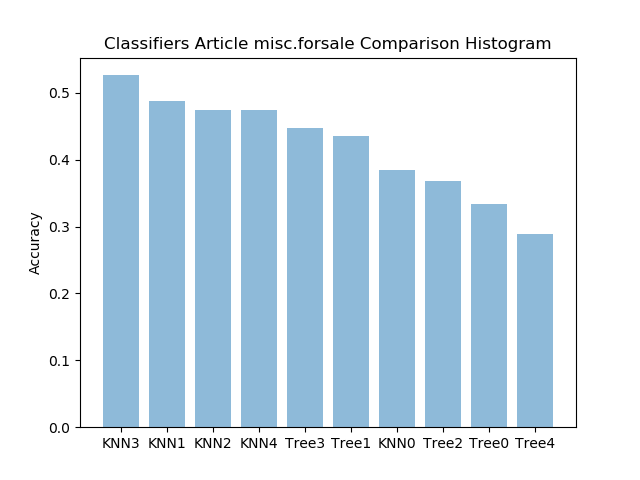 Classifiers Article misc.forsale Comparison Histogram
0.5
0.4
0.3
0.2
0.1
0.0
Accuracy
KNN3 KNN1 KNN2 KNN4 Tree3 Tree1 KNN0 Tree2 Tree0 Tree4